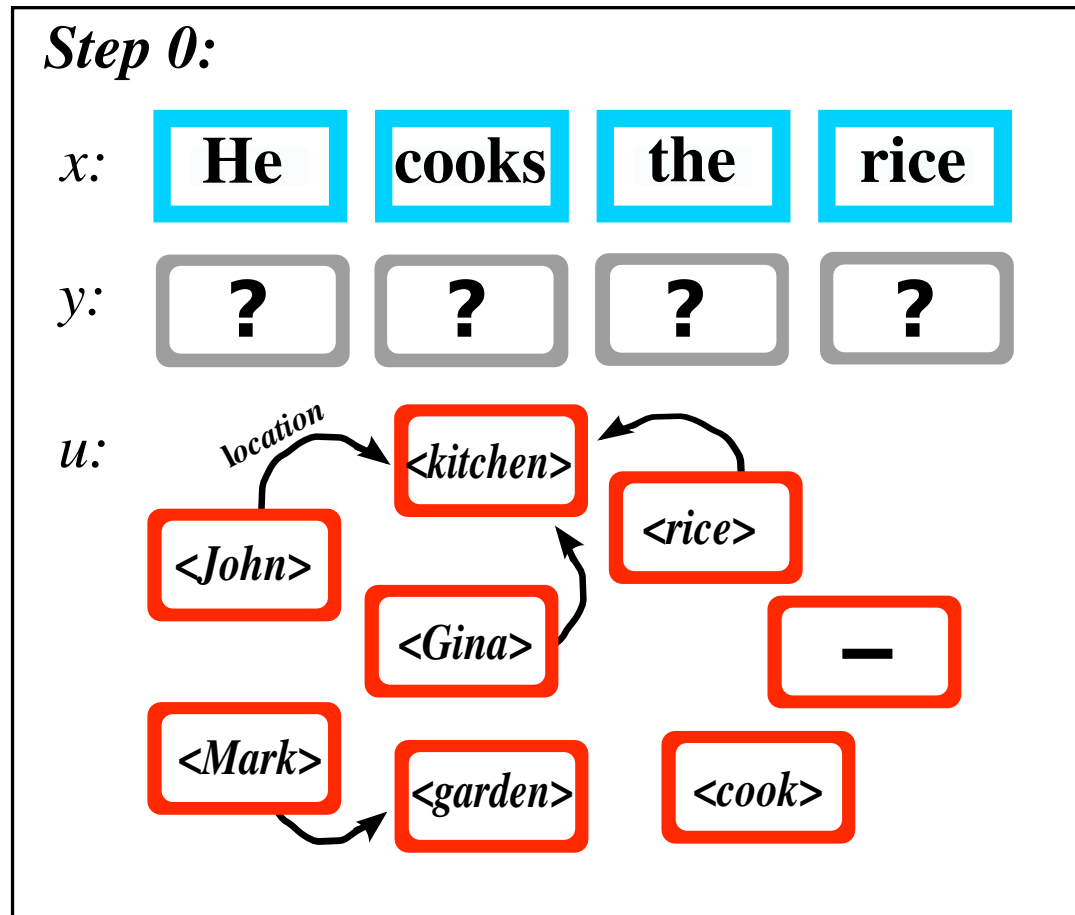 Step 0:
x: He cooks the rice
y: ? ? ? ?
u: location <kitchen>
<rice>
<John>
<Gina>
–
<Mark>
<garden>
<cook>